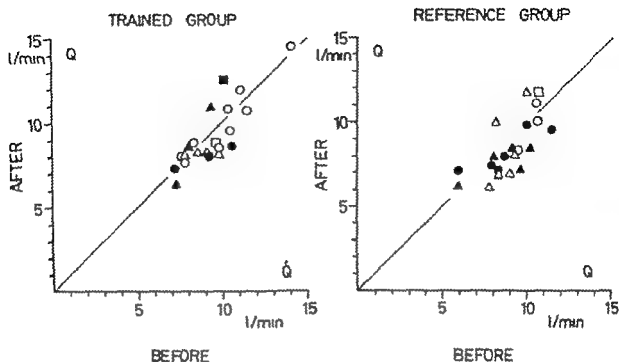 TRAINED GROUP
REFERENCE GROUP
15
l/min
Q
10
5
AFTER
Q̇
5
10
15
l/min
BEFORE
15
l/min
Q
10
5
AFTER
Q
5
10
15
l/min
BEFORE